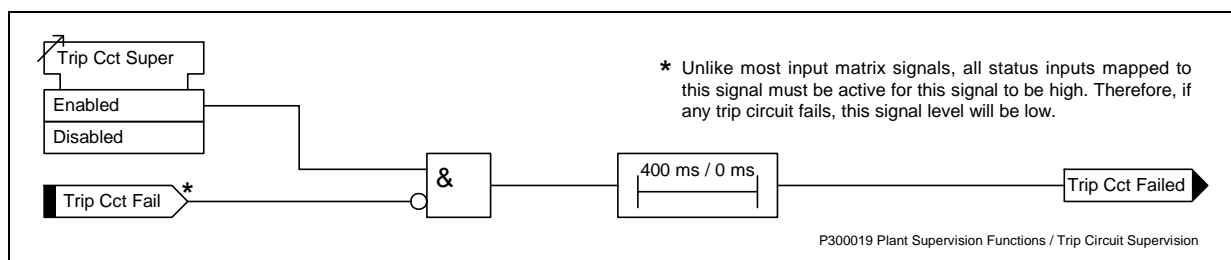 Trip Cct Super
Enabled
Disabled
Trip Cct Fail
*
&
400 ms / 0 ms
Trip Cct Failed
* Unlike most input matrix signals, all status inputs mapped to
this signal must be active for this signal to be high. Therefore, if
any trip circuit fails, this signal level will be low.
P300019 Plant Supervision Functions / Trip Circuit Supervision